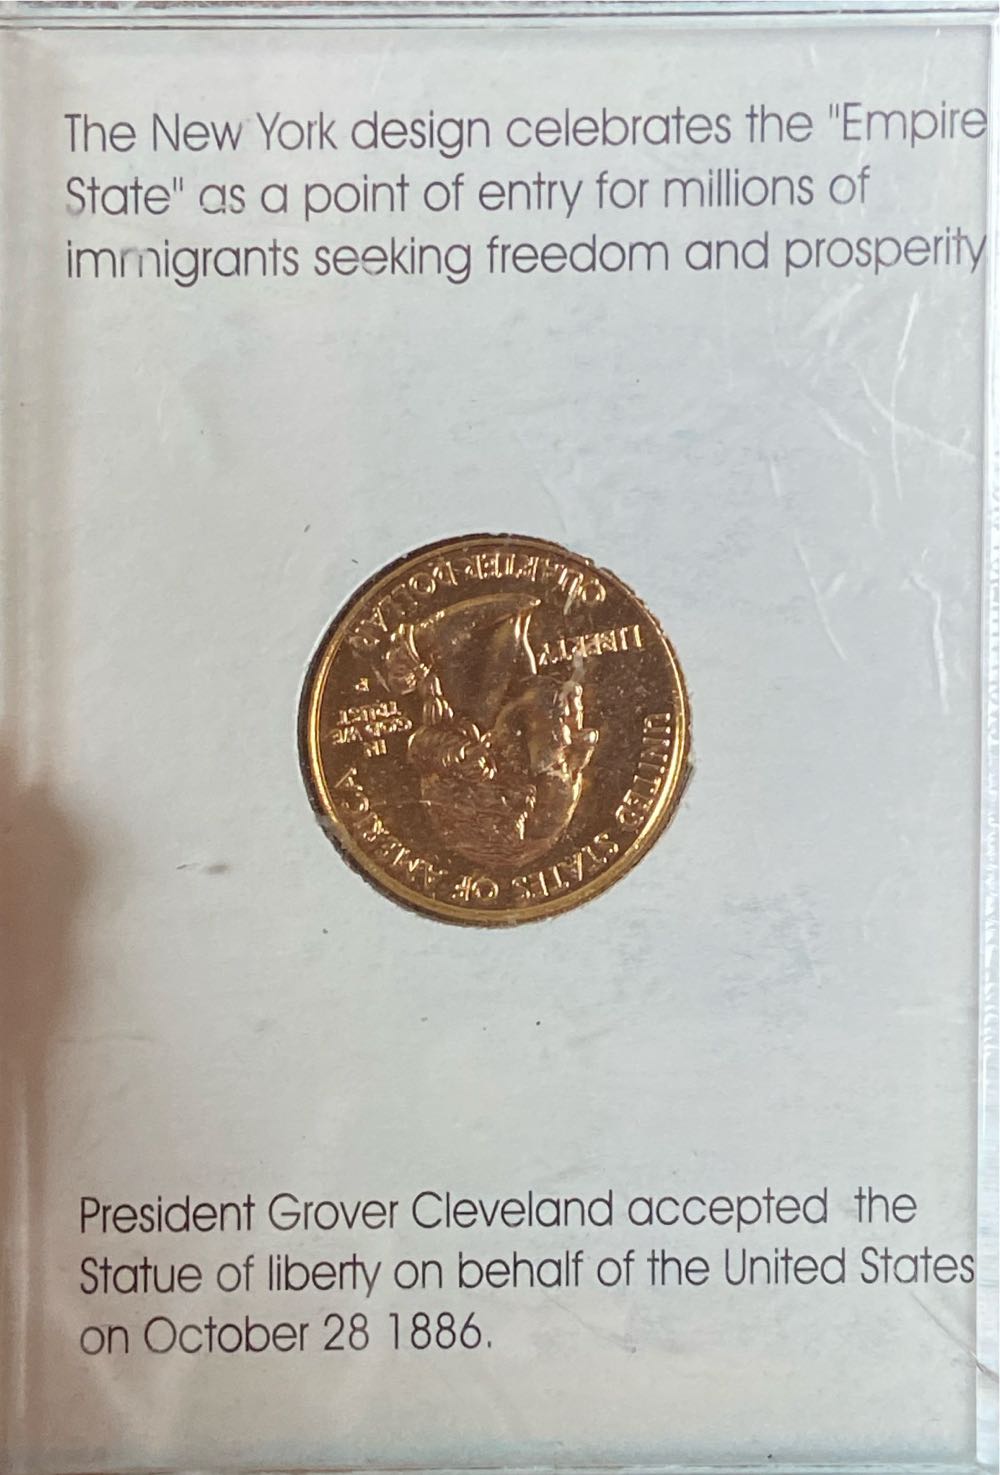 The New York design celebrates the "Empire
State" as a point of entry for millions of
immigrants seeking freedom and prosperity
QUARTER DOLLAR
LIBERTY
P
IN
GOD WE
TRUST
UNITED STATES OF AMERICA
President Grover Cleveland accepted the
Statue of liberty on behalf of the United States
on October 28 1886.